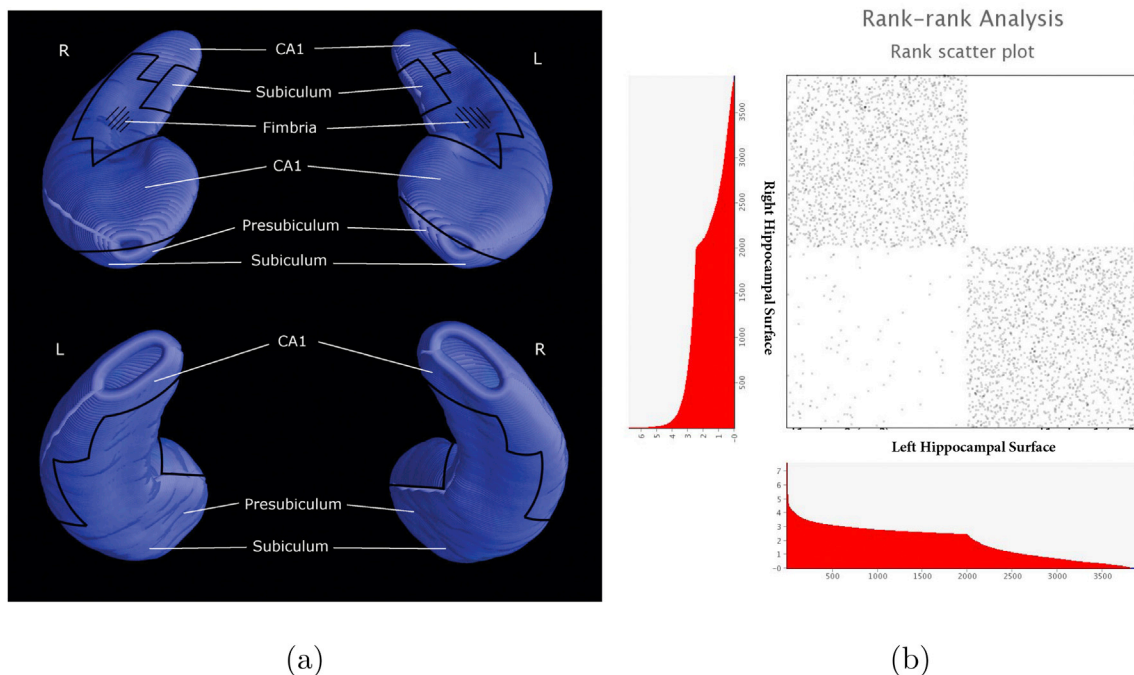 R
L
CA1
Subiculum
Fimbria
CA1
Presubiculum
Subiculum
L
R
CA1
Presubiculum
Subiculum
(a)
Rank-rank Analysis
Rank scatter plot
3500
3000
2500
2000
1500
1000
500
6
5
4
3
2
1
-0
Right Hippocampal Surface
Left Hippocampal Surface
7
6
5
4
3
2
1
-0
500
1000
1500
2000
2500
3000
3500
(b)